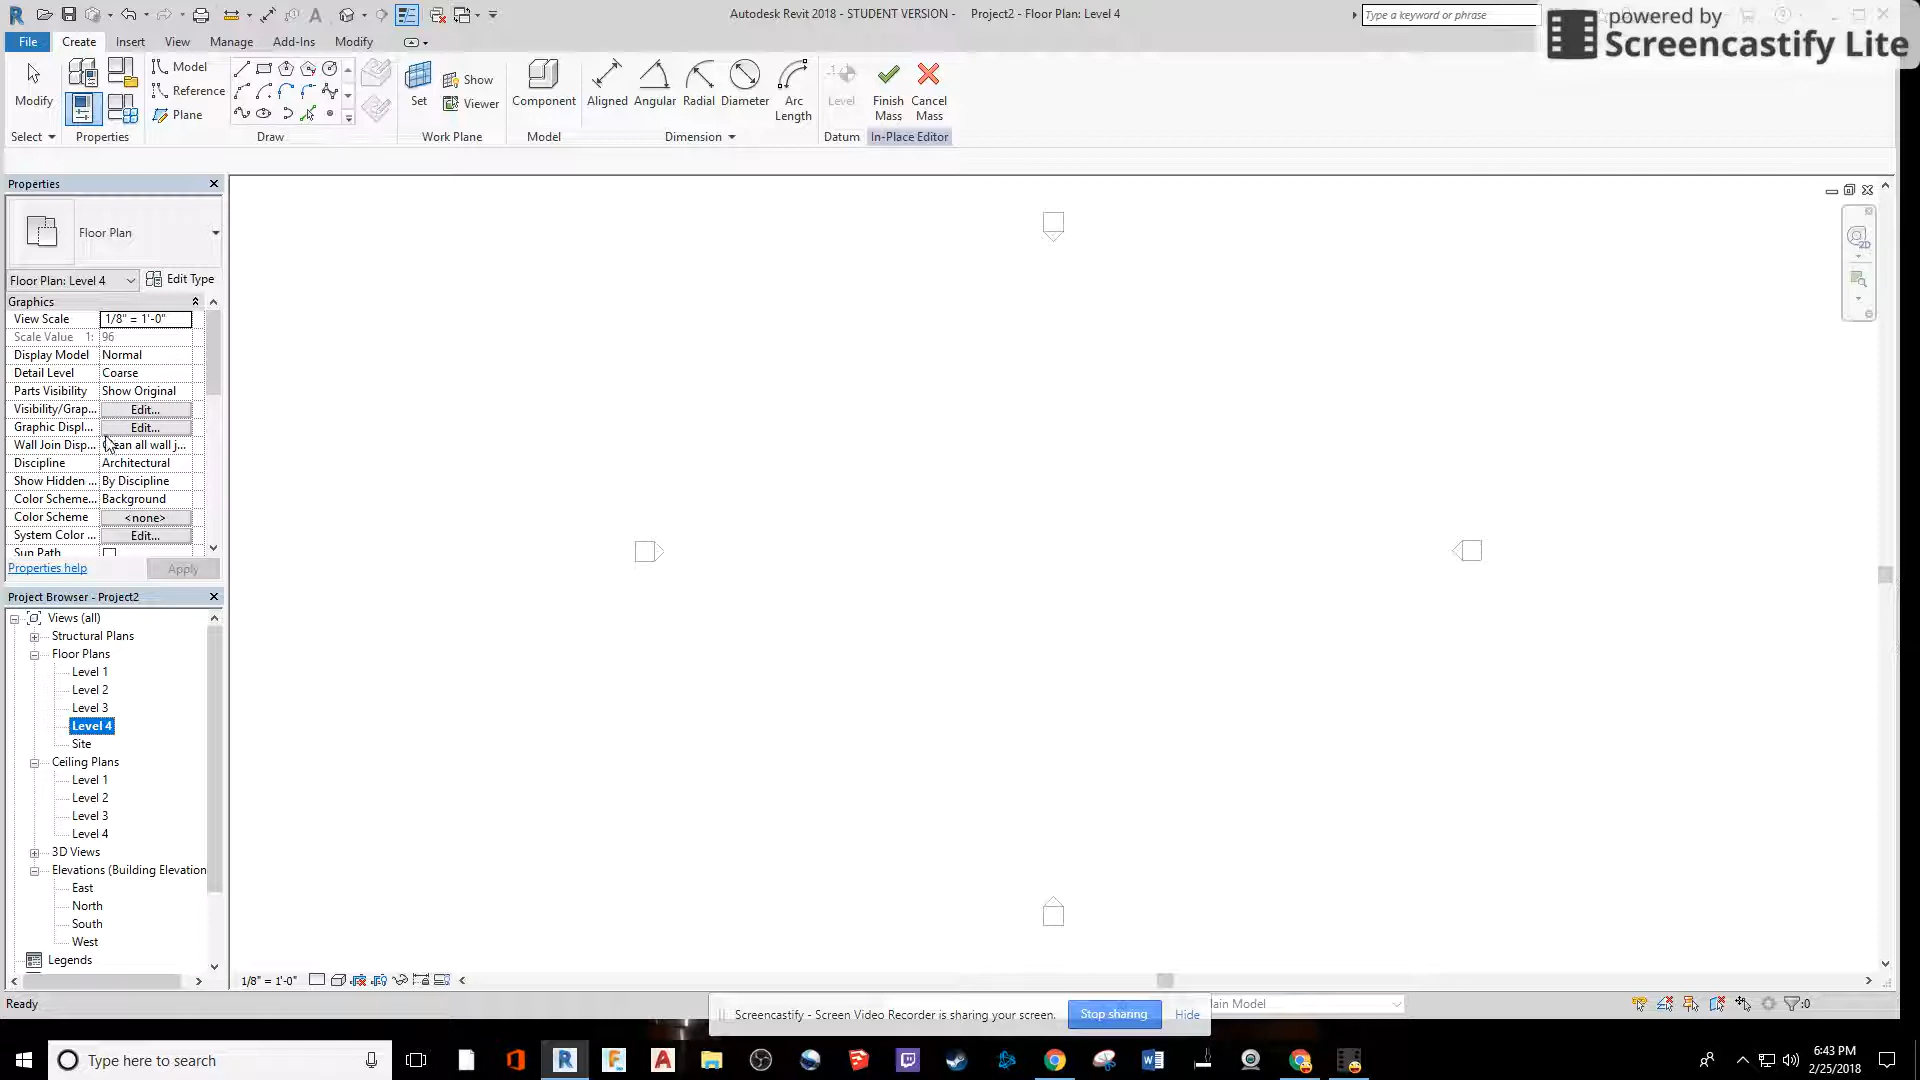 Autodesk Revit 2018 - STUDENT VERSION -    Project2 - Floor Plan: Level 4
Type a keyword or phrase
powered by
Screencastify Lite
File Create Insert View Manage Add-Ins Modify
Modify
Model
Reference
Plane
Set
Show
Viewer
Component
Aligned
Angular
Radial
Diameter
Arc
Length
Level
Finish
Mass
Cancel
Mass
Select Properties Draw Work Plane Model Dimension Datum In-Place Editor
Properties
Floor Plan
Floor Plan: Level 4 Edit Type
Graphics
View Scale 1/8" = 1'-0"
Scale Value 1: 96
Display Model Normal
Detail Level Coarse
Parts Visibility Show Original
Visibility/Grap... Edit...
Graphic Displ... Edit...
Wall Join Disp... ean all wall j...
Discipline Architectural
Show Hidden ... By Discipline
Color Scheme... Background
Color Scheme <none>
System Color ... Edit...
Sun Path
Properties help Apply
Project Browser - Project2
Views (all)
Structural Plans
Floor Plans
Level 1
Level 2
Level 3
Level 4
Site
Ceiling Plans
Level 1
Level 2
Level 3
Level 4
3D Views
Elevations (Building Elevation
East
North
South
West
Legends
1/8" = 1'-0"
2D
Ready
Screencastify - Screen Video Recorder is sharing your screen. Stop sharing Hide
ain Model
:0
Type here to search
6:43 PM
2/25/2018